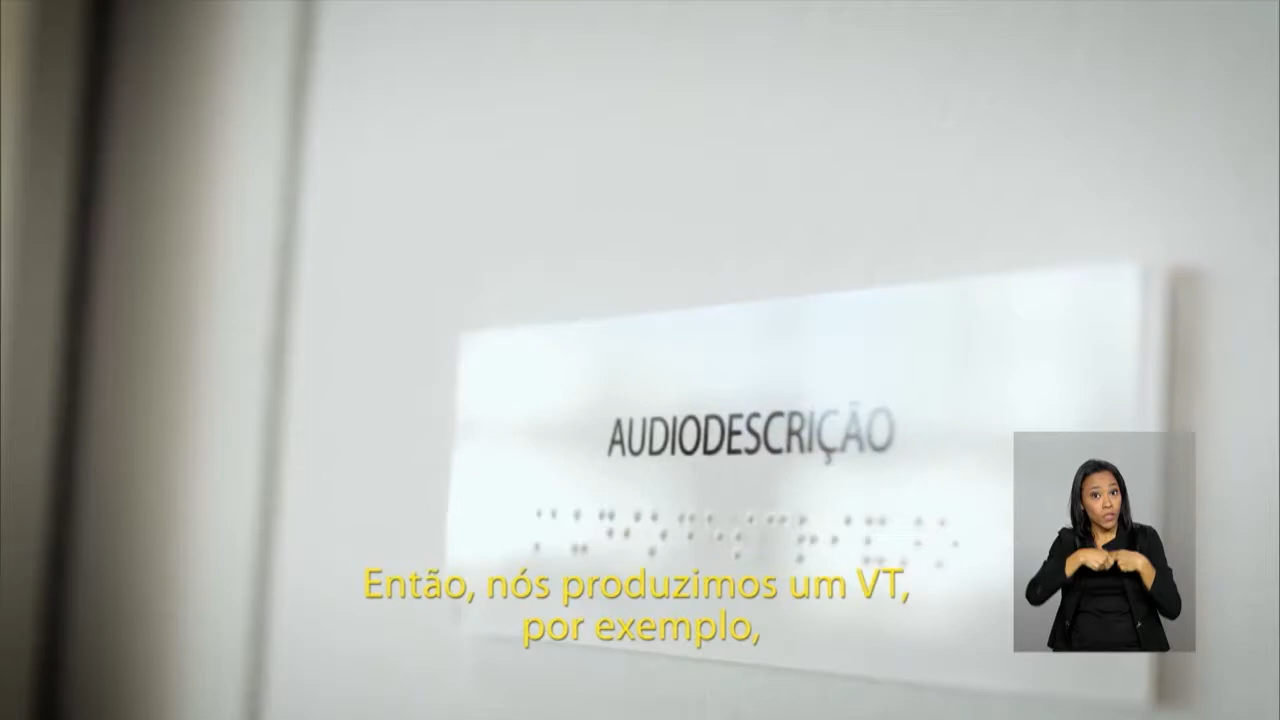 AUDIODESCRIÇÃO
Então, nós produzimos um VT,
por exemplo,